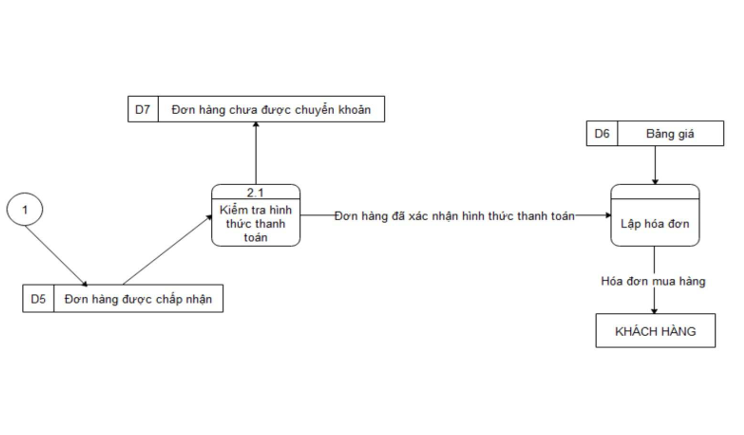 D7 Đơn hàng chưa được chuyển khoản
D6 Bảng giá
1
2.1
Kiểm tra hình
thức thanh
toán
Đơn hàng đã xác nhận hình thức thanh toán
Lập hóa đơn
D5 Đơn hàng được chấp nhận
Hóa đơn mua hàng
KHÁCH HÀNG